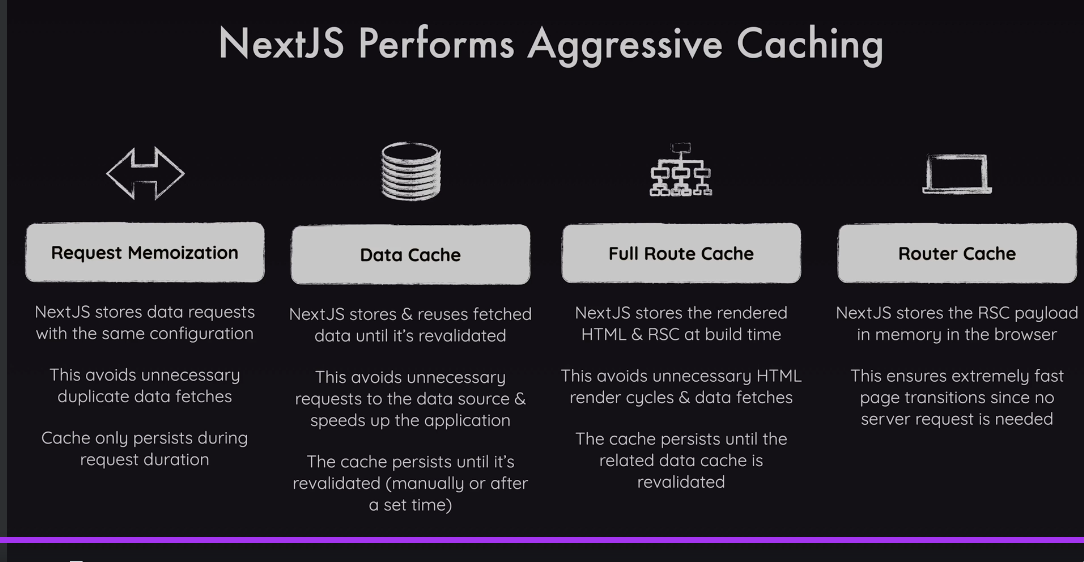 NextJS Performs Aggressive Caching
Request Memoization
NextJS stores data requests
with the same configuration
This avoids unnecessary
duplicate data fetches
Cache only persists during
request duration
Data Cache
NextJS stores & reuses fetched
data until it's revalidated
This avoids unnecessary
requests to the data source &
speeds up the application
The cache persists until it's
revalidated (manually or after
a set time)
Full Route Cache
NextJS stores the rendered
HTML & RSC at build time
This avoids unnecessary HTML
render cycles & data fetches
The cache persists until the
related data cache is
revalidated
Router Cache
NextJS stores the RSC payload
in memory in the browser
This ensures extremely fast
page transitions since no
server request is needed